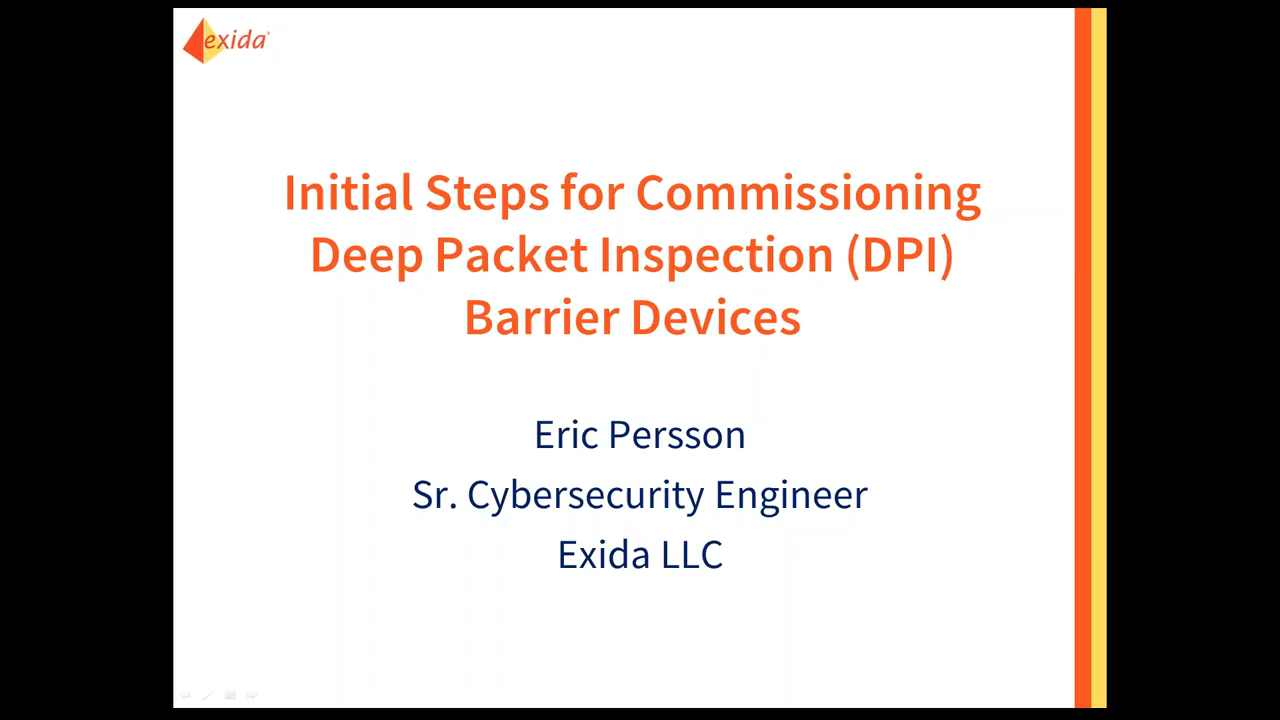 exida
Initial Steps for Commissioning
Deep Packet Inspection (DPI)
Barrier Devices
Eric Persson
Sr. Cybersecurity Engineer
Exida LLC